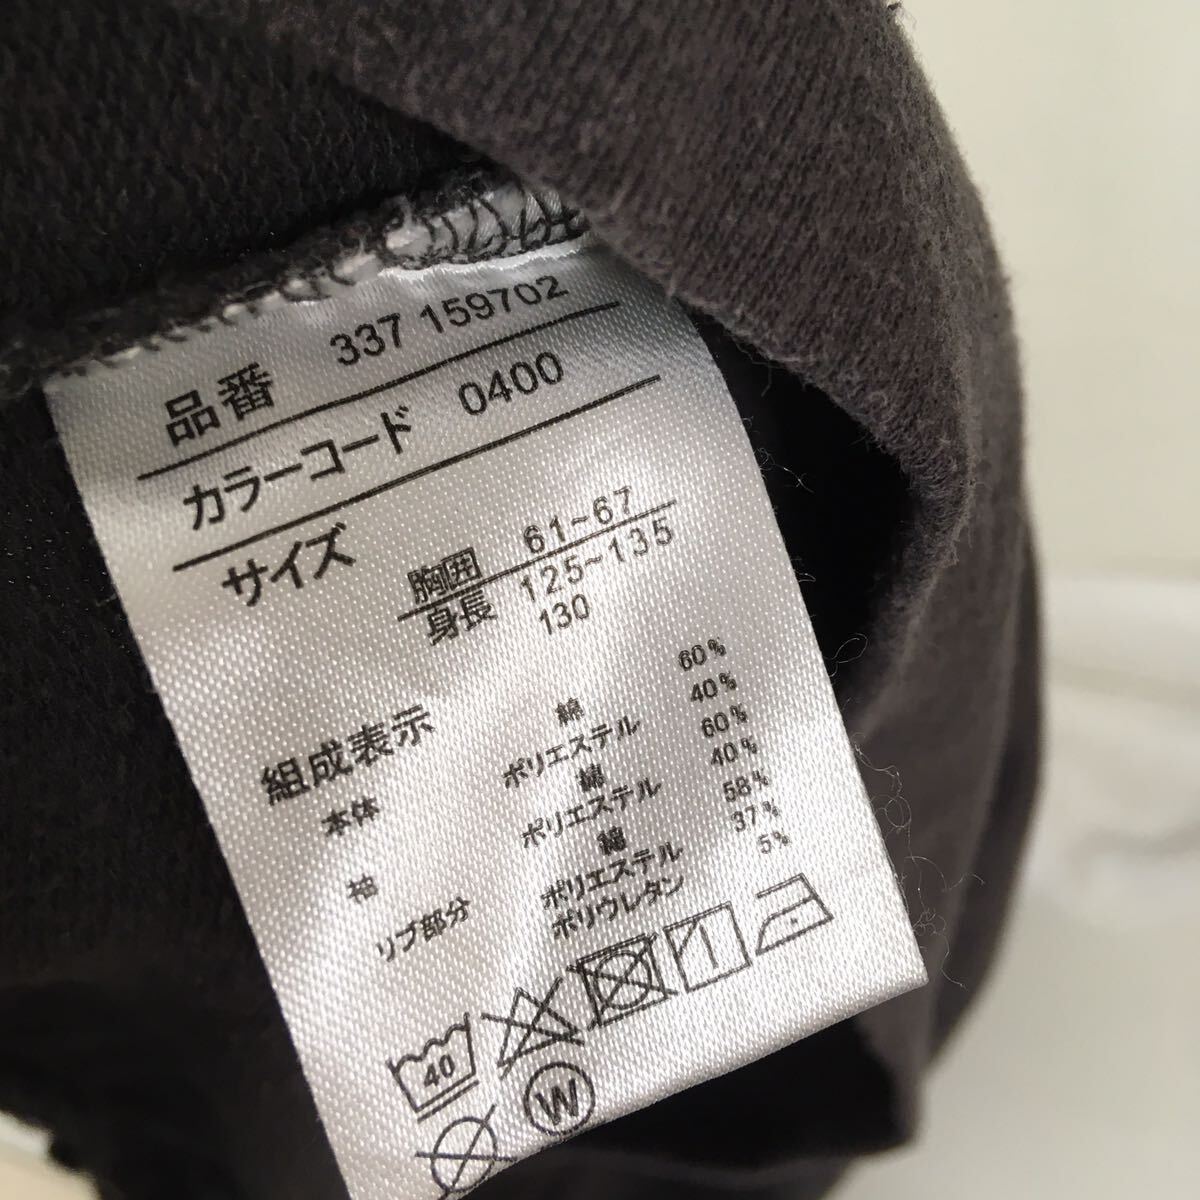 品番 337 159702
カラーコード 0400
サイズ 胸囲 61~67
身長 125~135
130
組成表示
本体 綿 60%
ポリエステル 40%
袖 綿 60%
ポリエステル 40%
リブ部分 綿 58%
ポリエステル 37%
ポリウレタン 5%
40
W